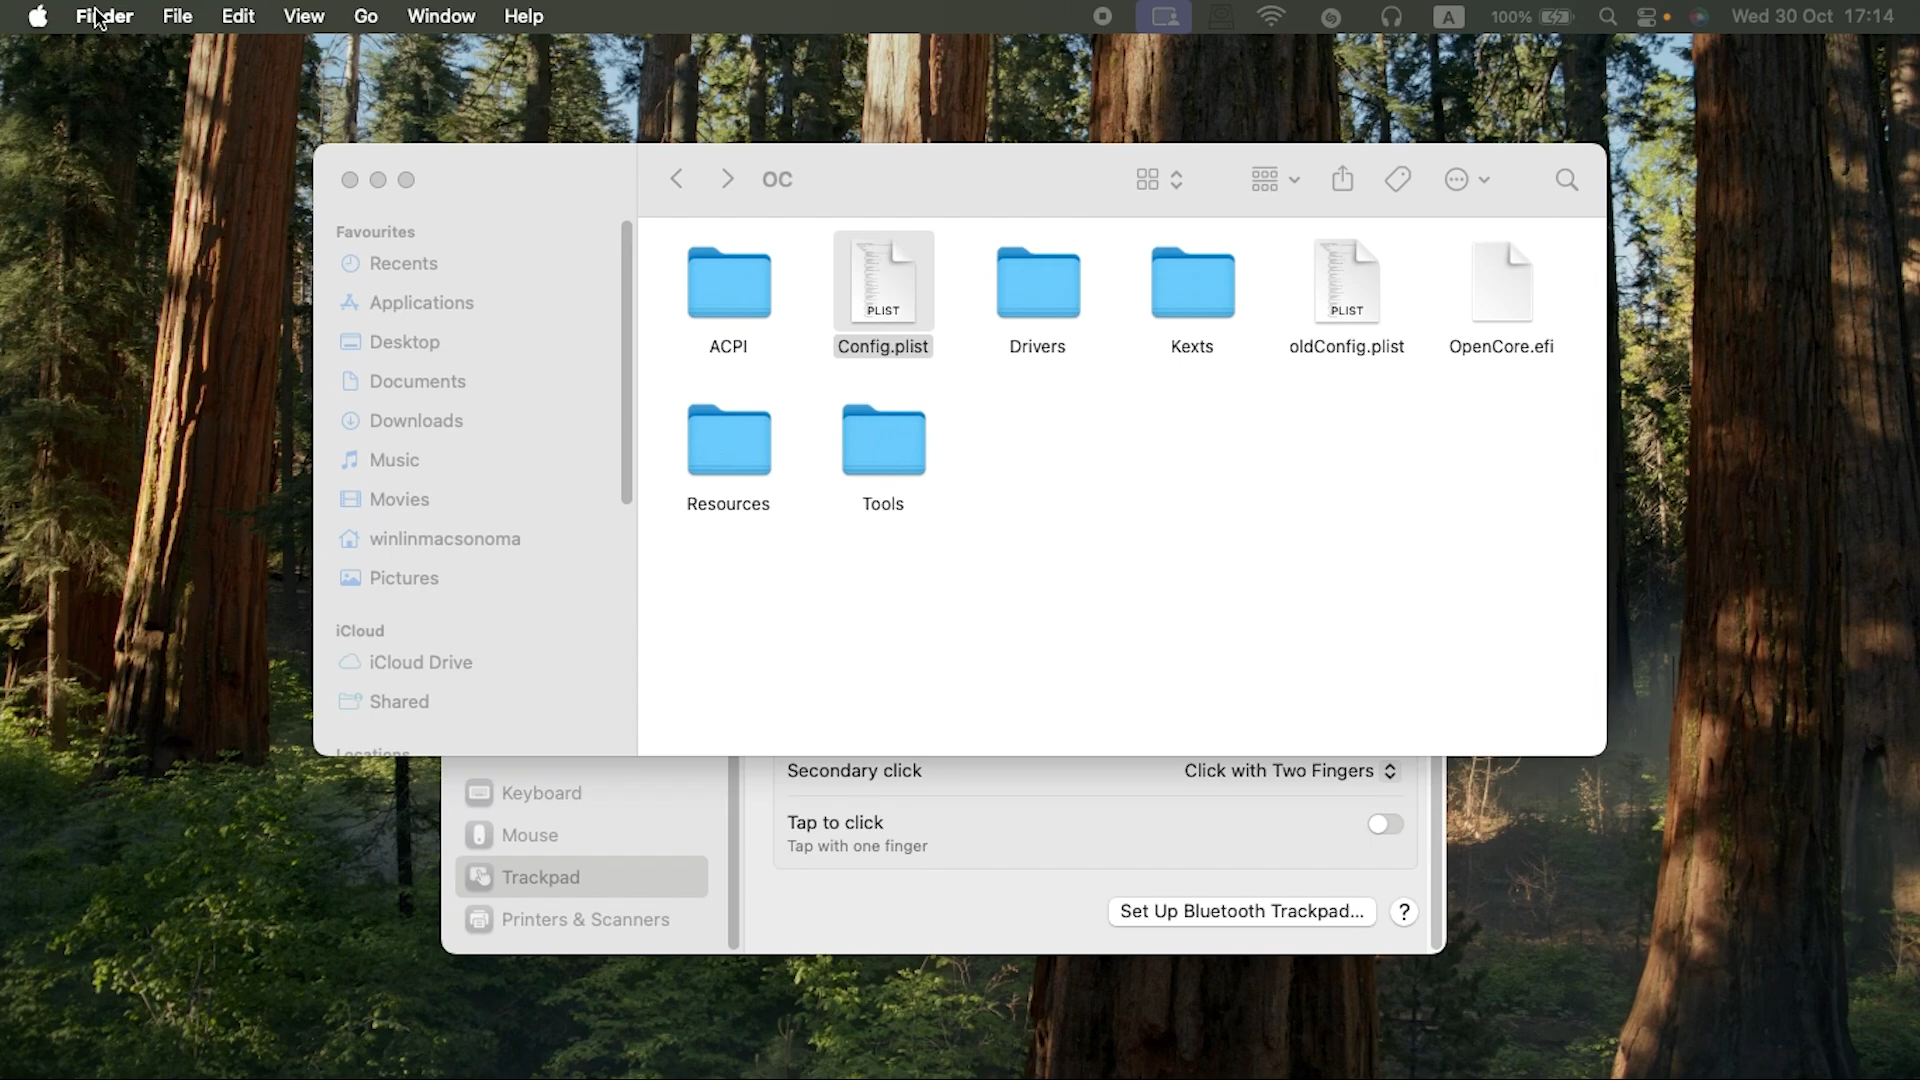 Finder File Edit View Go Window Help A 100% Wed 30 Oct 17:14
OC
Favourites
Recents
Applications
Desktop
Documents
Downloads
Music
Movies
winlinmacsonoma
Pictures
iCloud
iCloud Drive
Shared
Locations
PLIST PLIST
ACPI Config.plist Drivers Kexts oldConfig.plist OpenCore.efi
Resources Tools
Keyboard
Mouse
Trackpad
Printers & Scanners
Secondary click Click with Two Fingers
Tap to click
Tap with one finger
Set Up Bluetooth Trackpad... ?